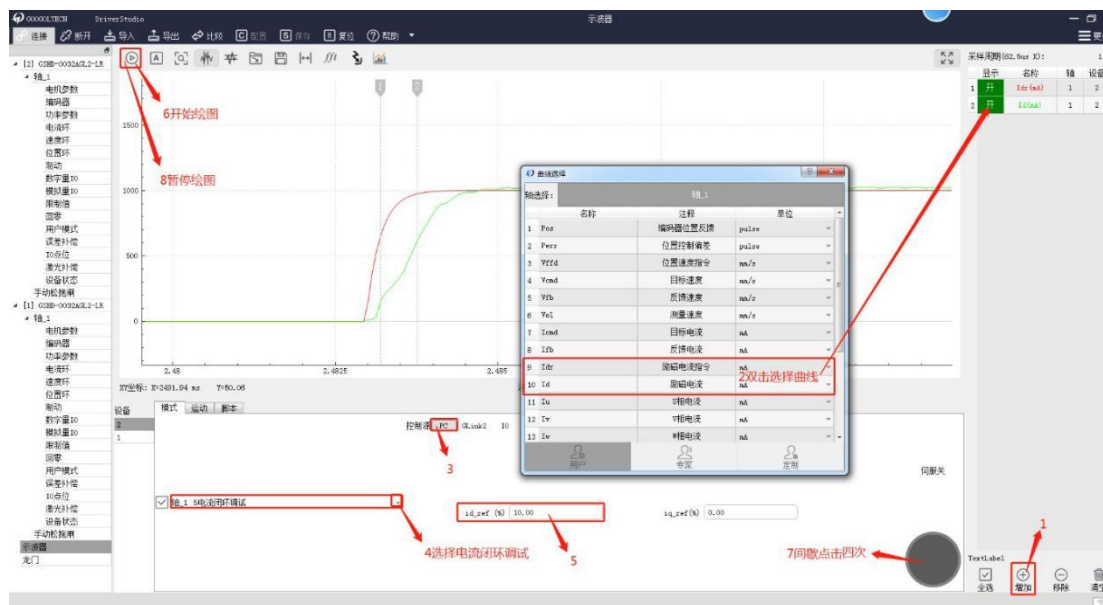 GOOGOLTECH DriverStudio 示波器
连接 断开 导入 导出 比较 C 配置 S 保存 复位 帮助
[2] GSHD-0032AGL2-LR
轴_1
电机参数
编码器
功率参数
电流环
速度环
位置环
制动
数字量IO
模拟量IO
限制值
回零
用户模式
误差补偿
IO点位
激光补偿
设备状态
手动松抱闸
[1] GSHD-0032AGL2-LR
轴_1
电机参数
编码器
功率参数
电流环
速度环
位置环
制动
数字量IO
模拟量IO
限制值
回零
用户模式
误差补偿
IO点位
激光补偿
设备状态
手动松抱闸
示波器
龙门
A fft
6开始绘图
8暂停绘图
1 2
1500
1000
500
0
2.48 2.4825 2.485
XY坐标: X=2491.94 ms Y=50.06
采样周期(62.5us X): 1
显示 名称 轴 设备
1 开 Idr(mA) 1 2
2 开 Id(mA) 1 2
曲线选择
轴选择: 轴_1
名称 注释 单位
1 Pos 编码器位置反馈 pulse
2 Perr 位置控制偏差 pulse
3 Vffd 位置速度指令 mm/s
4 Vcmd 目标速度 mm/s
5 Vfb 反馈速度 mm/s
6 Vel 测量速度 mm/s
7 Icmd 目标电流 mA
8 Ifb 反馈电流 mA
9 Idr 励磁电流指令 mA
10 Id 励磁电流 mA
11 Iu U相电流 mA
12 Iv V相电流 mA
13 Iw W相电流 mA
用户 专家 定制
2双击选择曲线
设备
2
1
模式 运动 脚本
控制源 PC GLink2 IO
3
伺服关
轴_1 5电流闭环调试
id_ref (%) 10.00 iq_ref(%) 0.00
4选择电流闭环调试
5
7间歇点击四次
1
TextLabel
全选 增加 移除